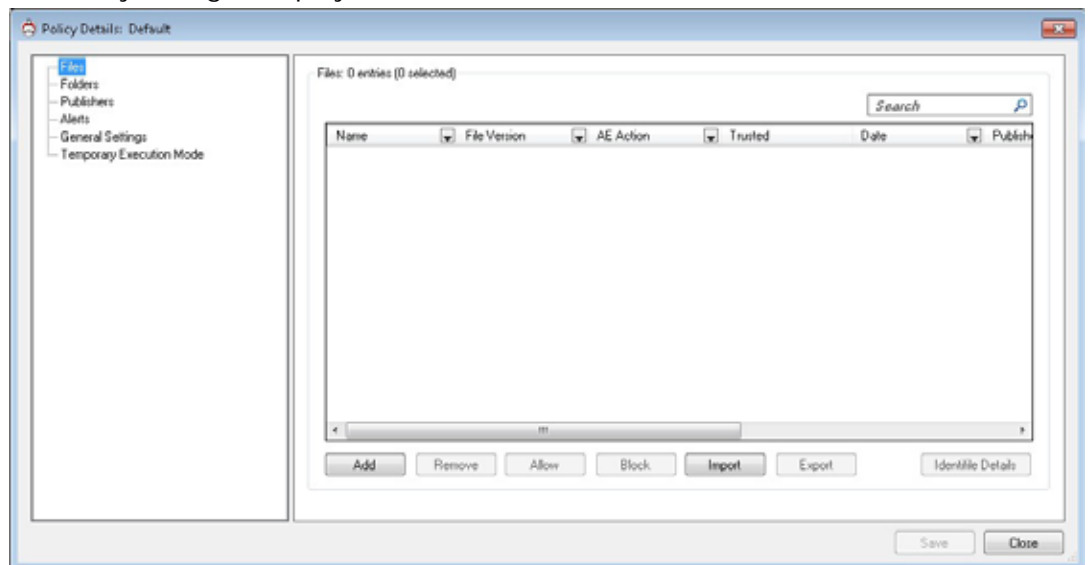 Policy Details: Default
Files
Folders
Publishers
Alerts
General Settings
Temporary Execution Mode
Files: 0 entries (0 selected)
Search
Name File Version AE Action Trusted Date Publish
Add Remove Allow Block Import Export Identifile Details
Save Close